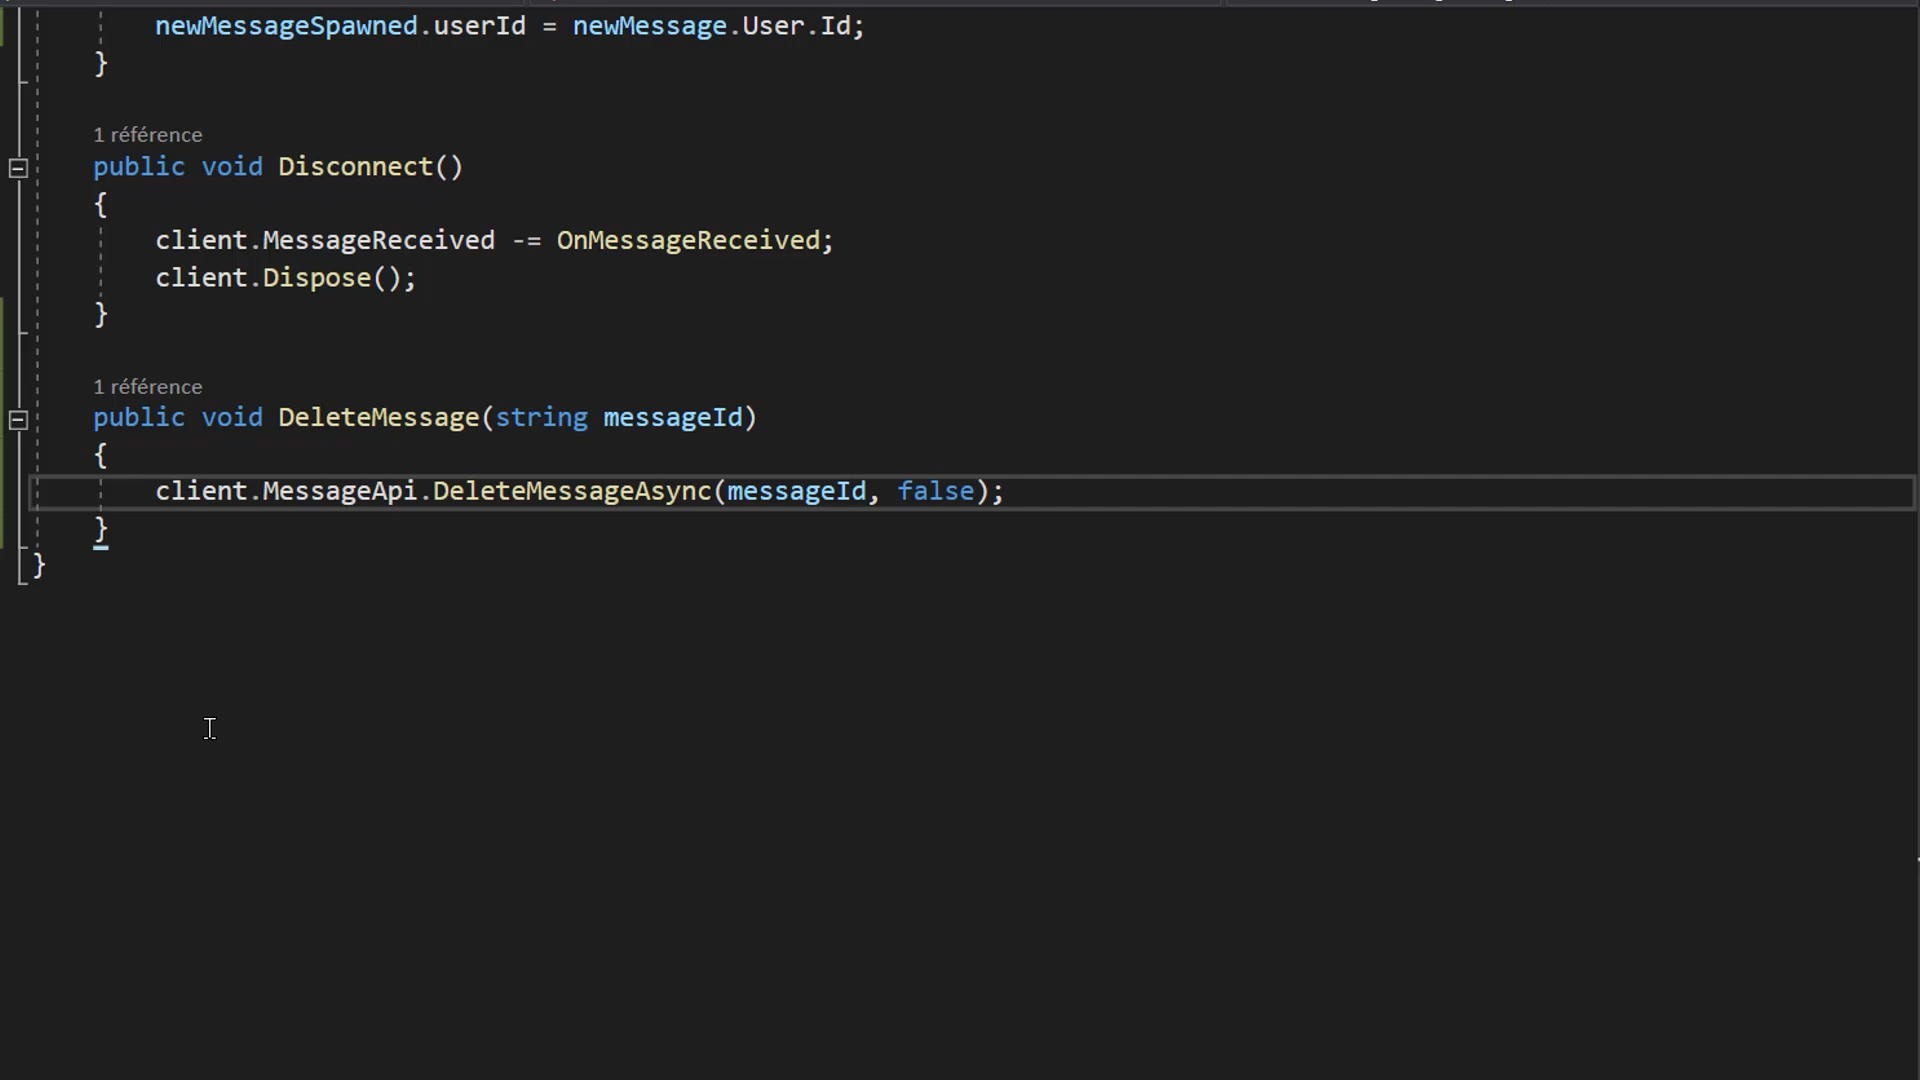 newMessageSpawned.userId = newMessage.User.Id;
}
1 référence
public void Disconnect()
{
client.MessageReceived -= OnMessageReceived;
client.Dispose();
}
1 référence
public void DeleteMessage(string messageId)
{
client.MessageApi.DeleteMessageAsync(messageId, false);
}
}